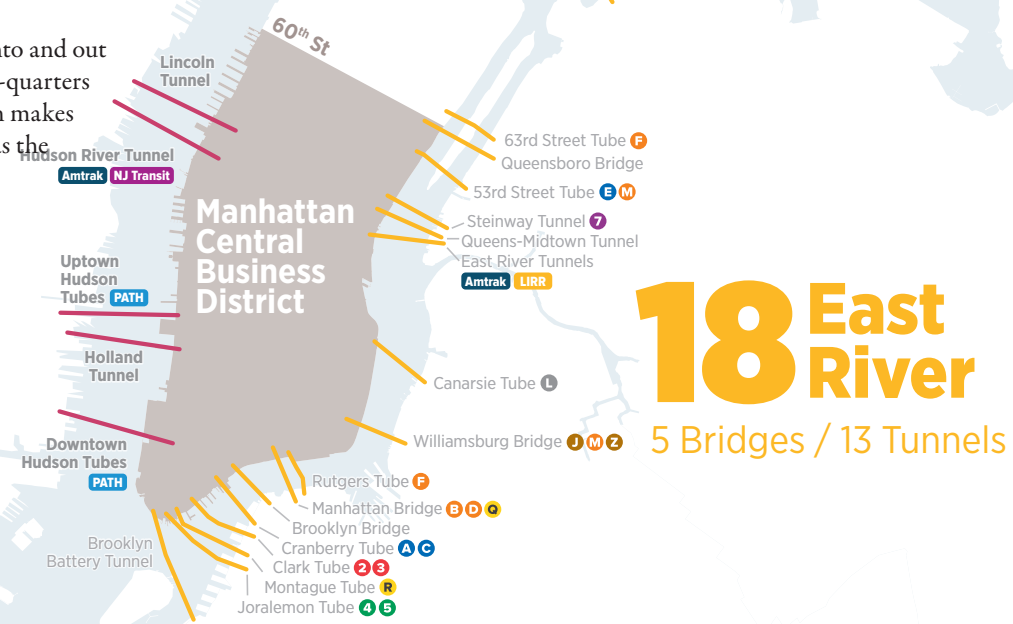 nto and out
-quarters
n makes
s the
60th St
Lincoln
Tunnel
Hudson River Tunnel
Amtrak NJ Transit
Uptown
Hudson
Tubes PATH
Holland
Tunnel
Downtown
Hudson Tubes
PATH
Manhattan
Central
Business
District
63rd Street Tube F
Queensboro Bridge
53rd Street Tube E M
Steinway Tunnel 7
Queens-Midtown Tunnel
East River Tunnels
Amtrak LIRR
Canarsie Tube L
Williamsburg Bridge J M Z
Rutgers Tube F
Manhattan Bridge B D Q
Brooklyn Bridge
Cranberry Tube A C
Clark Tube 2 3
Montague Tube R
Joralemon Tube 4 5
Brooklyn
Battery Tunnel
18 East
River
5 Bridges / 13 Tunnels